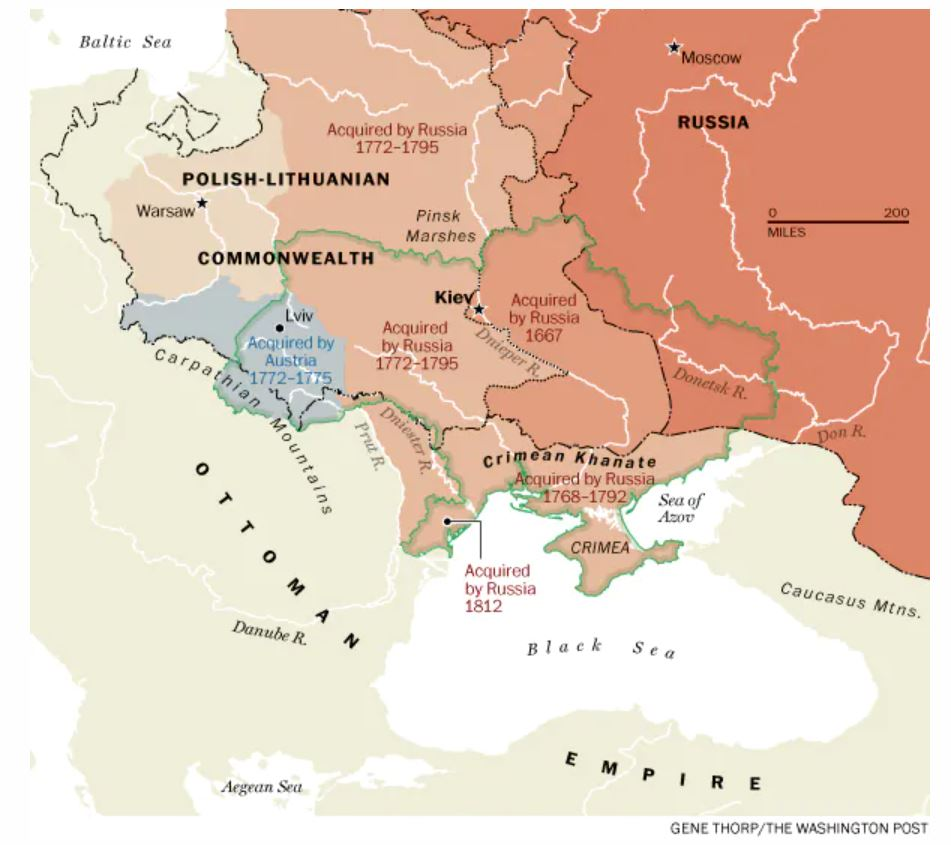 Baltic Sea
Moscow
RUSSIA
Acquired by Russia
1772–1795
POLISH-LITHUANIAN
Warsaw
Pinsk
Marshes
0 200
MILES
COMMONWEALTH
Kiev
Acquired
by Russia
1667
Lviv
Acquired by
Austria
1772–1775
Acquired
by Russia
1772–1795
Dnieper R.
Carpathian Mountains
Donetsk R.
Prut R.
Dniester R.
Don R.
Crimean Khanate
Acquired by Russia
1768–1792
Sea of
Azov
CRIMEA
OTTOMAN
Acquired
by Russia
1812
Caucasus Mtns.
Danube R.
Black Sea
EMPIRE
Aegean Sea
GENE THORP/THE WASHINGTON POST